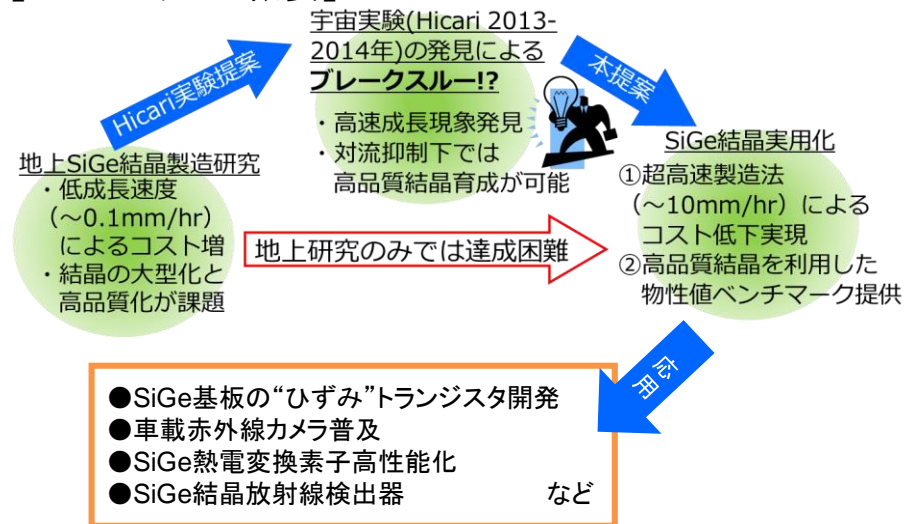 宇宙実験(Hicari 2013-
2014年)の発見による
ブレークスルー!?
・高速成長現象発見
・対流抑制下では
高品質結晶育成が可能
Hicari実験提案
本提案
地上SiGe結晶製造研究
・低成長速度
（～0.1mm/hr）
によるコスト増
・結晶の大型化と
高品質化が課題
地上研究のみでは達成困難
SiGe結晶実用化
①超高速製造法
（～10mm/hr）による
コスト低下実現
②高品質結晶を利用した
物性値ベンチマーク提供
応用
●SiGe基板の“ひずみ”トランジスタ開発
●車載赤外線カメラ普及
●SiGe熱電変換素子高性能化
●SiGe結晶放射線検出器 など